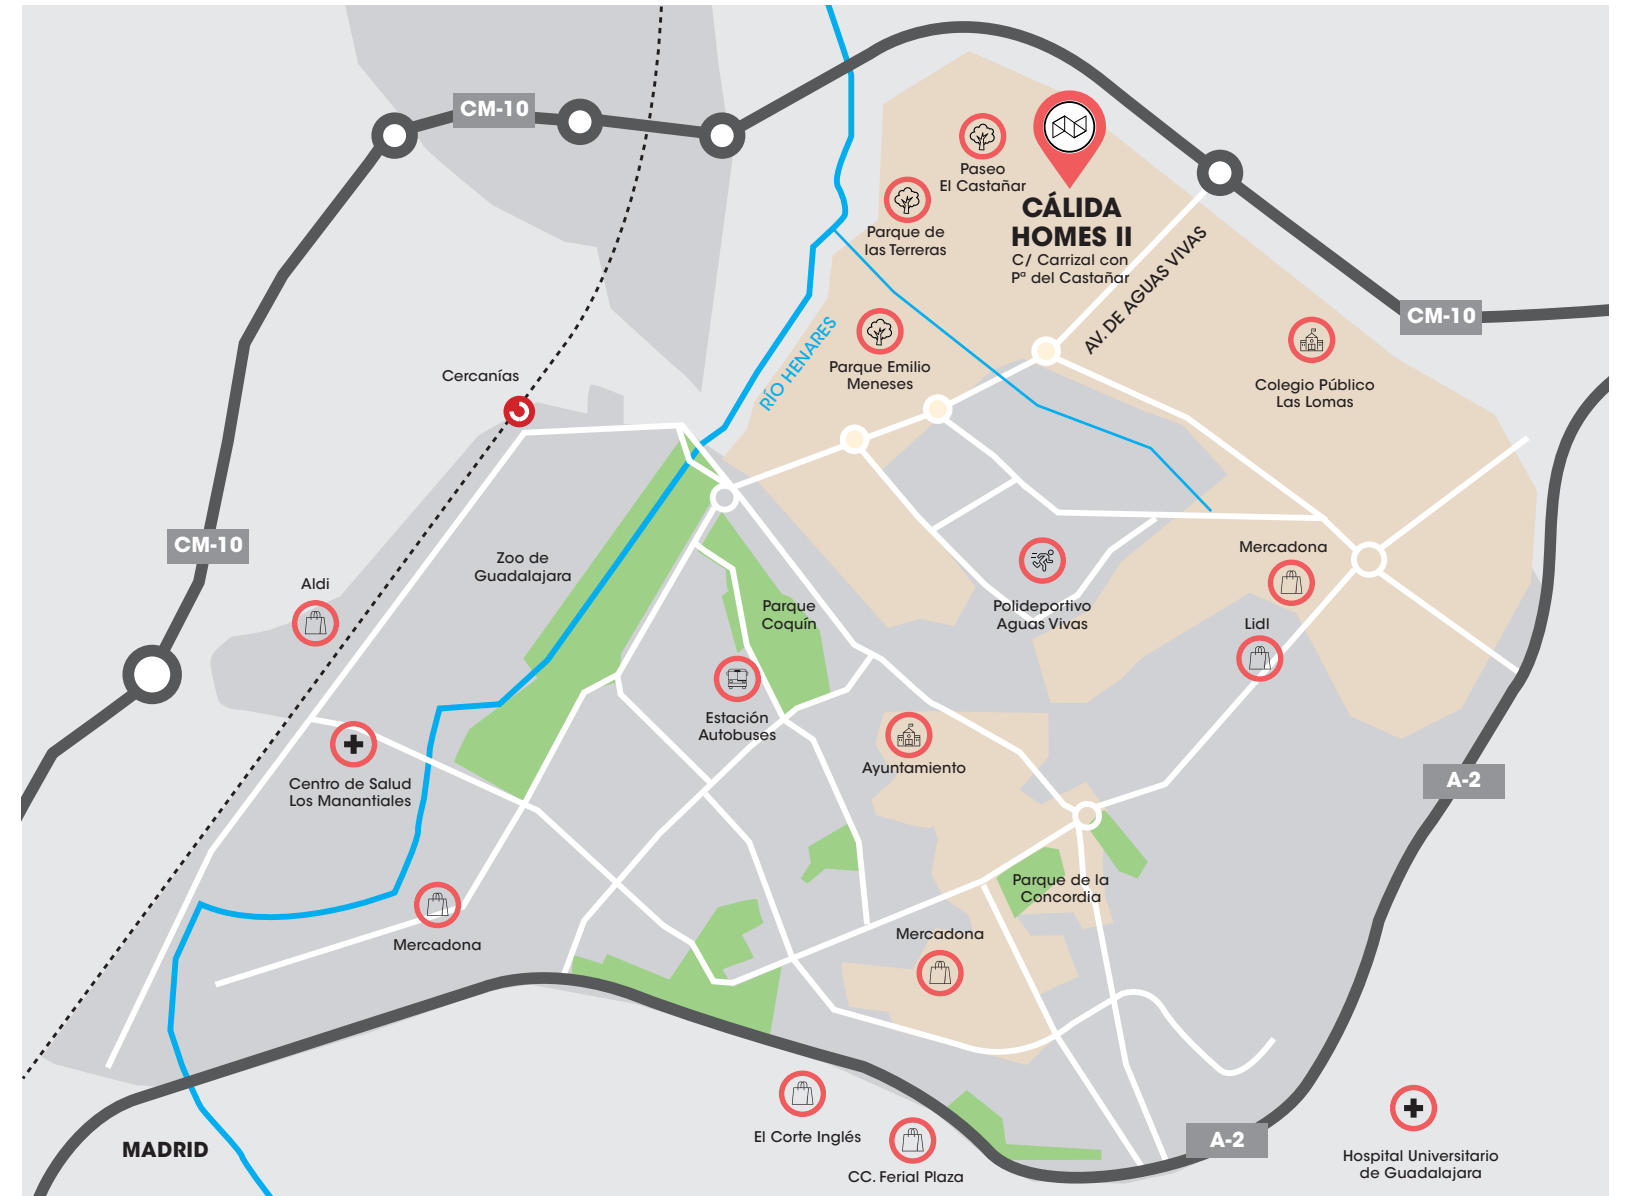 CM-10
Paseo
El Castañar
Parque de
las Terreras
CÁLIDA
HOMES II
C/ Carrizal con
Pª del Castañar
AV. DE AGUAS VIVAS
CM-10
RÍO HENARES
Parque Emilio
Meneses
Colegio Público
Las Lomas
Cercanías
CM-10
Zoo de
Guadalajara
Aldi
Parque
Coquín
Polideportivo
Aguas Vivas
Mercadona
Lidl
Estación
Autobuses
Ayuntamiento
Centro de Salud
Los Manantiales
A-2
Parque de la
Concordia
Mercadona
Mercadona
MADRID
El Corte Inglés
CC. Ferial Plaza
A-2
Hospital Universitario
de Guadalajara